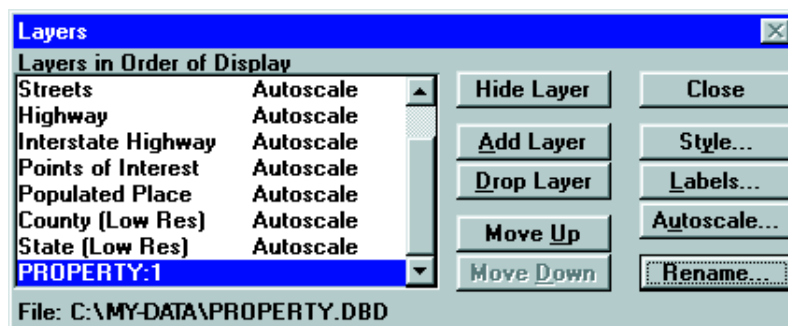 Layers
Layers in Order of Display
Streets Autoscale
Highway Autoscale
Interstate Highway Autoscale
Points of Interest Autoscale
Populated Place Autoscale
County (Low Res) Autoscale
State (Low Res) Autoscale
PROPERTY:1
Hide Layer
Add Layer
Drop Layer
Move Up
Move Down
Close
Style...
Labels...
Autoscale...
Rename...
File: C:\MY-DATA\PROPERTY.DBD